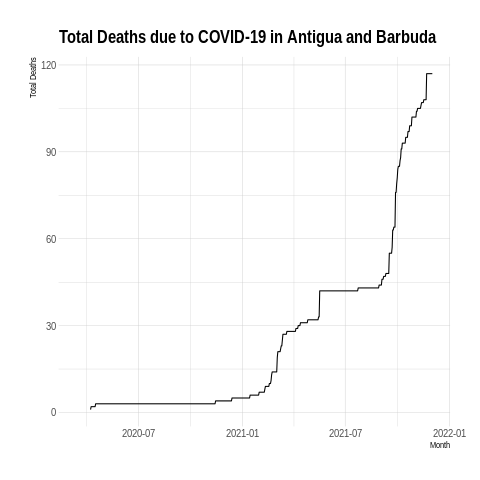 Total Deaths due to COVID-19 in Antigua and Barbuda
Total Deaths
120
90
60
30
0
2020-07 2021-01 2021-07 2022-01
Month